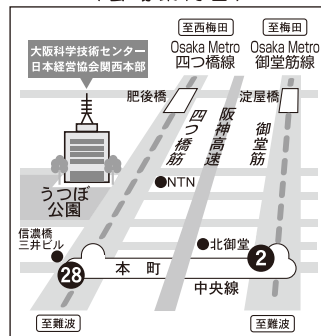 至西梅田
至梅田
Osaka Metro
四つ橋線
Osaka Metro
御堂筋線
大阪科学技術センター
日本経営協会関西本部
肥後橋
淀屋橋
四つ橋筋
阪神高速
御堂筋
うつぼ
公園
●NTN
信濃橋
三井ビル
●北御堂
28
2
本町
中央線
至難波
至難波